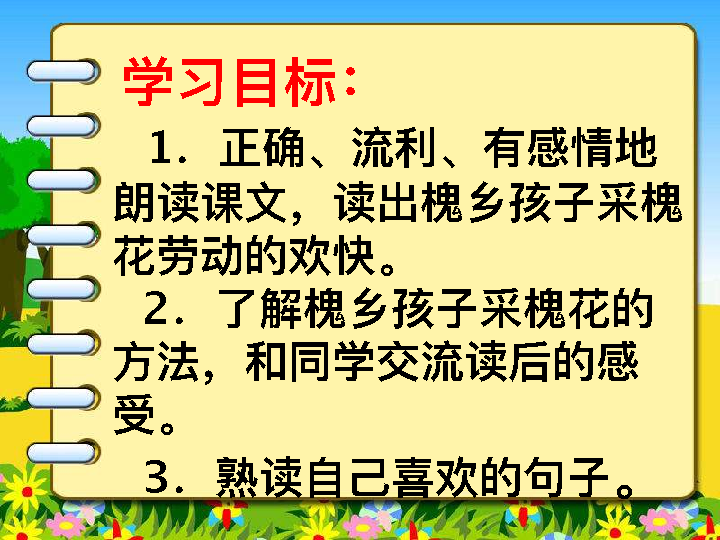 学习目标：
1．正确、流利、有感情地
朗读课文，读出槐乡孩子采槐
花劳动的欢快。
2．了解槐乡孩子采槐花的
方法，和同学交流读后的感
受。
3．熟读自己喜欢的句子。